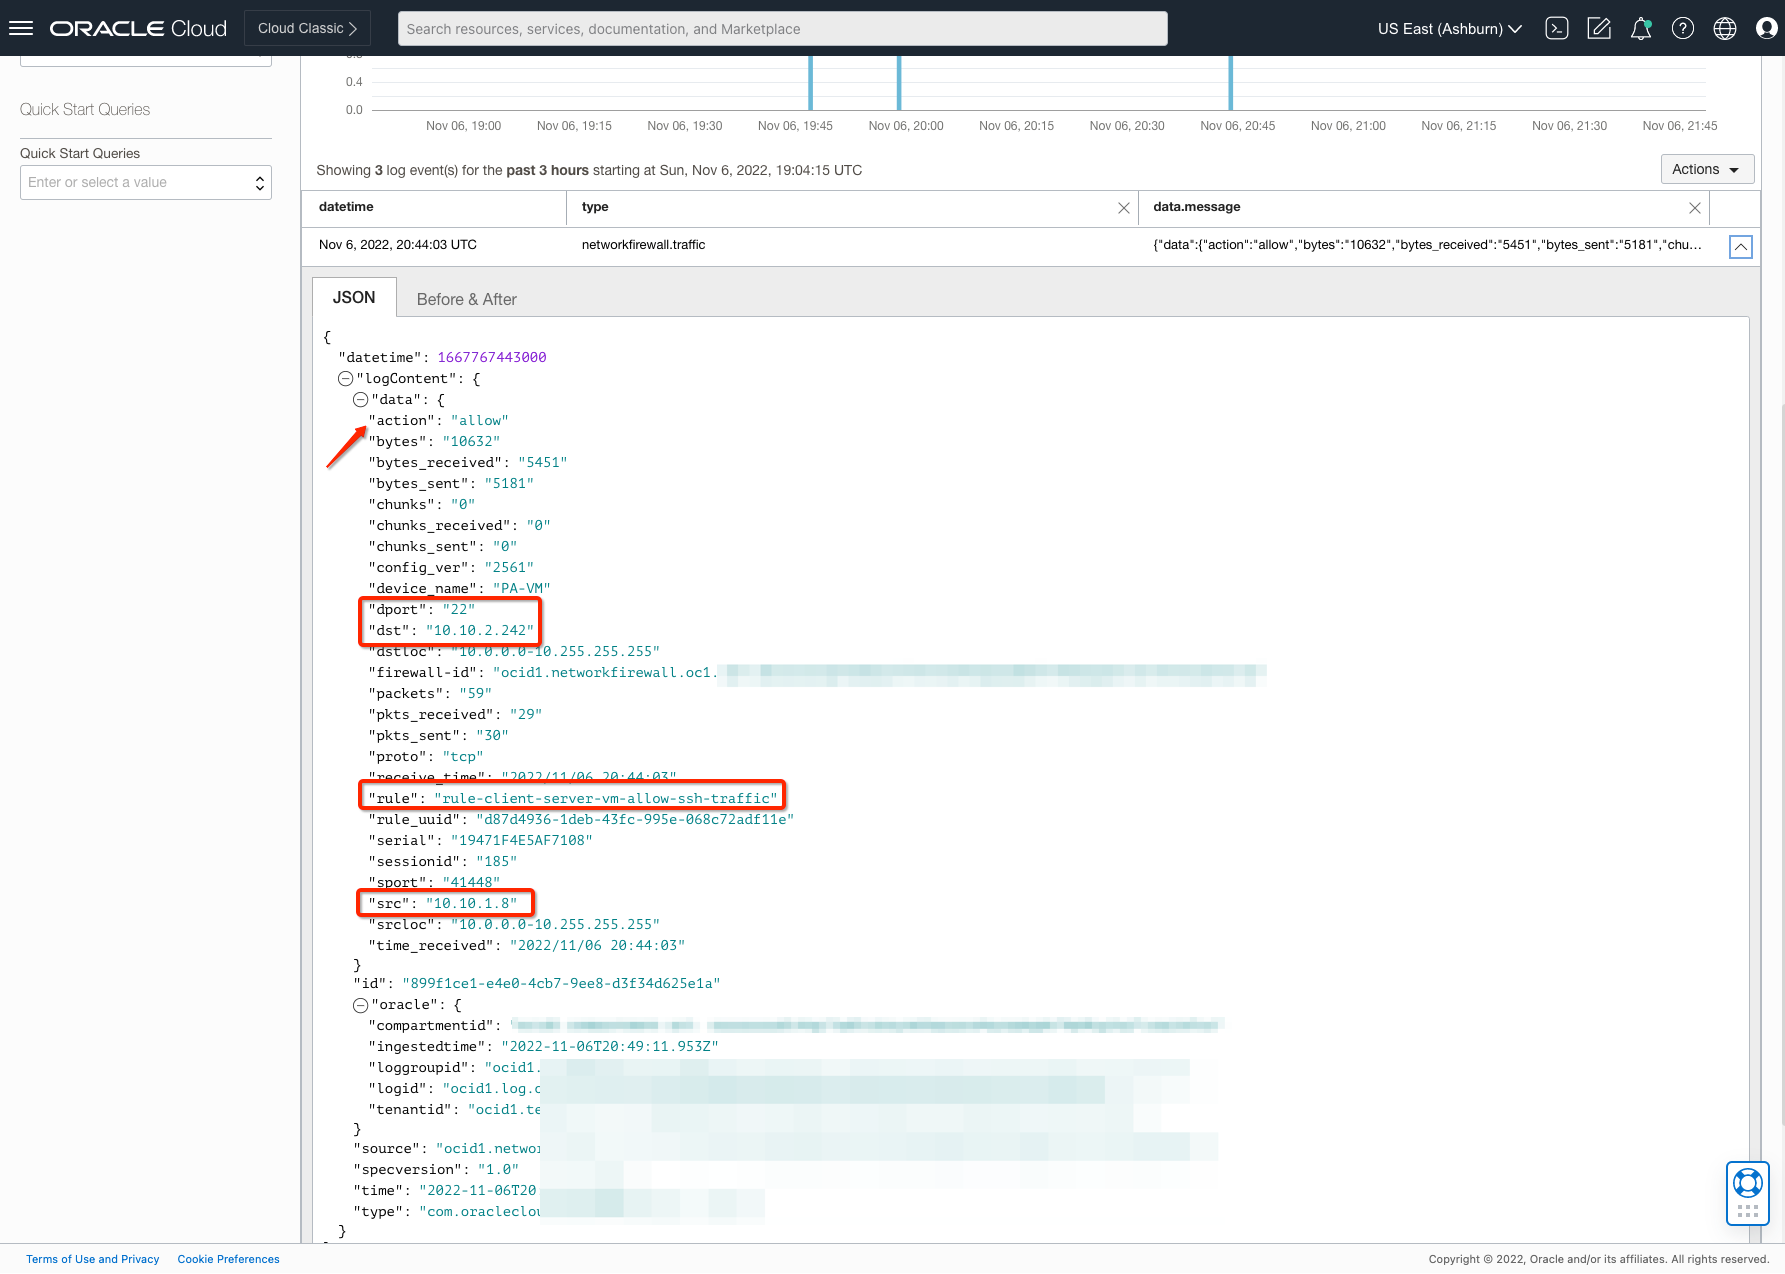 ORACLE Cloud
Cloud Classic
Search resources, services, documentation, and Marketplace
US East (Ashburn)
Quick Start Queries
Quick Start Queries
Enter or select a value
0.4
0.0
Nov 06, 19:00 Nov 06, 19:15 Nov 06, 19:30 Nov 06, 19:45 Nov 06, 20:00 Nov 06, 20:15 Nov 06, 20:30 Nov 06, 20:45 Nov 06, 21:00 Nov 06, 21:15 Nov 06, 21:30 Nov 06, 21:45
Showing 3 log event(s) for the past 3 hours starting at Sun, Nov 6, 2022, 19:04:15 UTC
Actions
datetime type data.message
Nov 6, 2022, 20:44:03 UTC networkfirewall.traffic {"data":{"action":"allow","bytes":"10632","bytes_received":"5451","bytes_sent":"5181","chu...
JSON Before & After
{
"datetime": 1667767443000
"logContent": {
"data": {
"action": "allow"
"bytes": "10632"
"bytes_received": "5451"
"bytes_sent": "5181"
"chunks": "0"
"chunks_received": "0"
"chunks_sent": "0"
"config_ver": "2561"
"device_name": "PA-VM"
"dport": "22"
"dst": "10.10.2.242"
"dstloc": "10.0.0.0-10.255.255.255"
"firewall-id": "ocid1.networkfirewall.oc1.
"packets": "59"
"pkts_received": "29"
"pkts_sent": "30"
"proto": "tcp"
"receive_time": "2022/11/06 20:44:03"
"rule": "rule-client-server-vm-allow-ssh-traffic"
"rule_uuid": "d87d4936-1deb-43fc-995e-068c72adf11e"
"serial": "19471F4E5AF7108"
"sessionid": "185"
"sport": "41448"
"src": "10.10.1.8"
"srcloc": "10.0.0.0-10.255.255.255"
"time_received": "2022/11/06 20:44:03"
}
"id": "899f1ce1-e4e0-4cb7-9ee8-d3f34d625e1a"
"oracle": {
"compartmentid":
"ingestedtime": "2022-11-06T20:49:11.953Z"
"loggroupid": "ocid1.
"logid": "ocid1.log.o
"tenantid": "ocid1.te
}
"source": "ocid1.networ
"specversion": "1.0"
"time": "2022-11-06T20
"type": "com.oracleclou
}
Terms of Use and Privacy Cookie Preferences
Copyright © 2022, Oracle and/or its affiliates. All rights reserved.